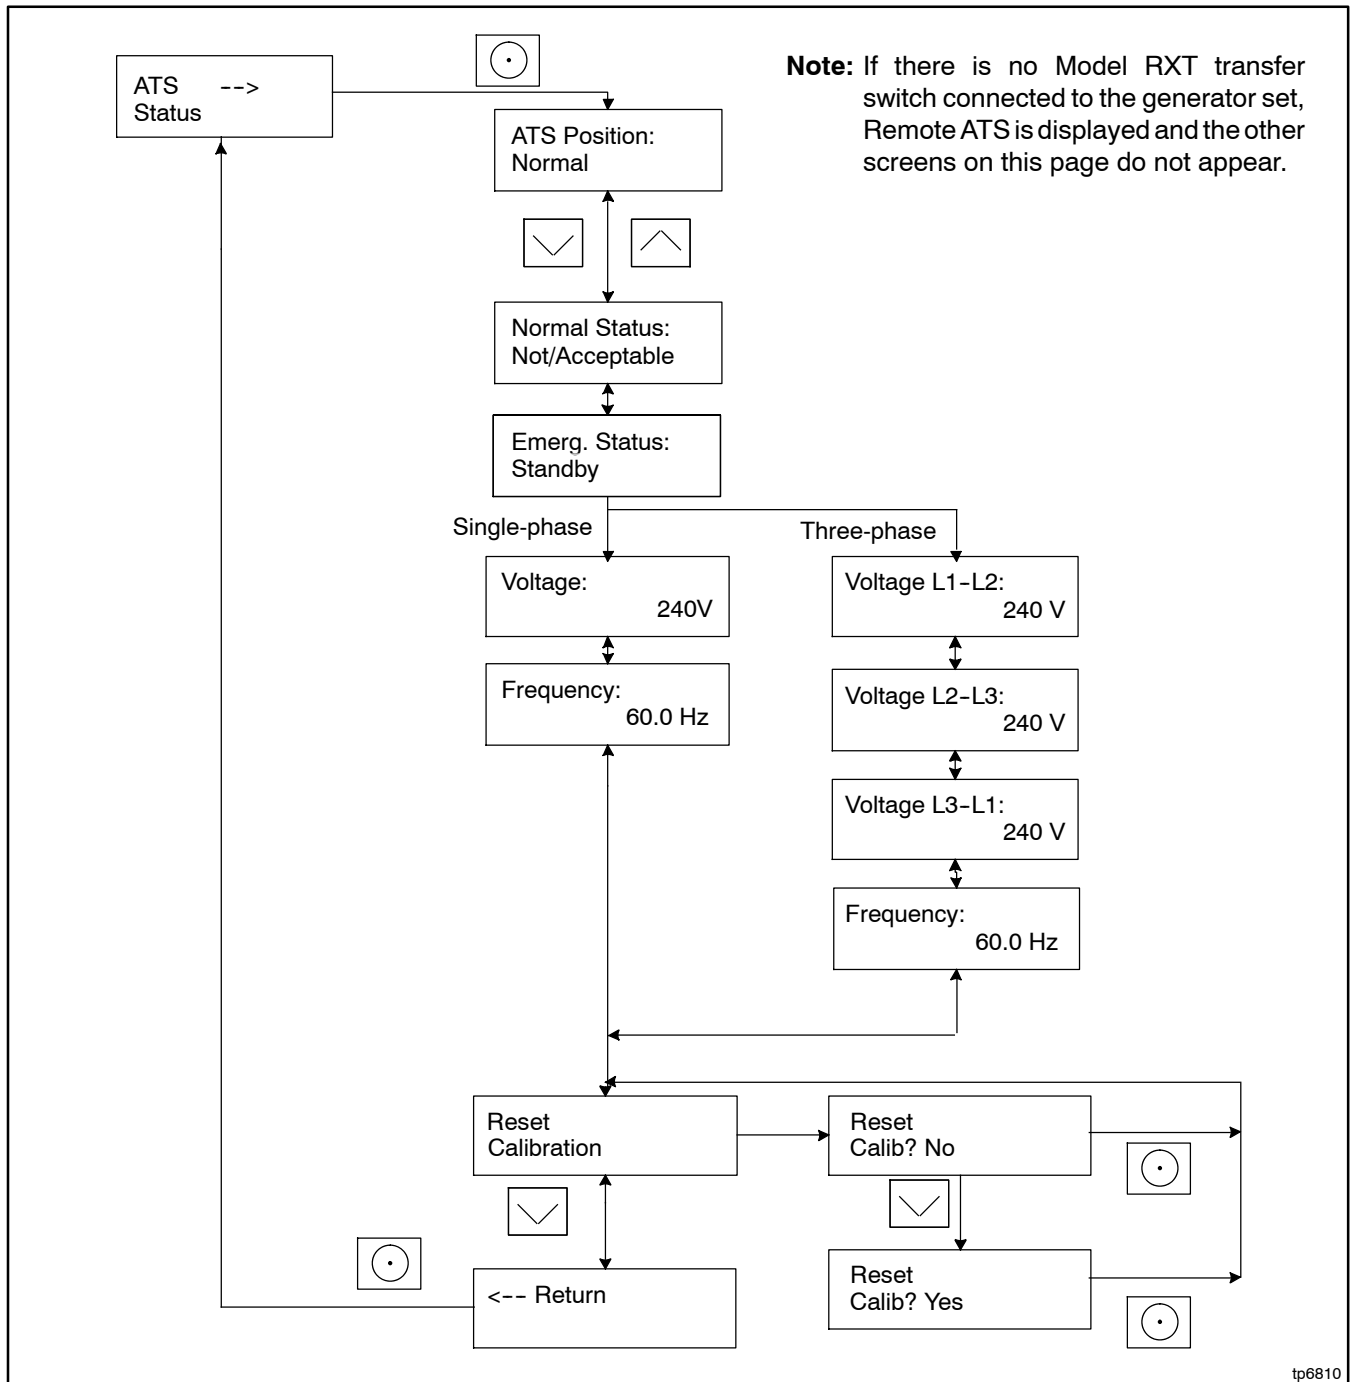 ATS -->
Status
Note: If there is no Model RXT transfer
switch connected to the generator set,
Remote ATS is displayed and the other
screens on this page do not appear.
ATS Position:
Normal
Normal Status:
Not/Acceptable
Emerg. Status:
Standby
Single-phase
Three-phase
Voltage:
240V
Frequency:
60.0 Hz
Voltage L1-L2:
240 V
Voltage L2-L3:
240 V
Voltage L3-L1:
240 V
Frequency:
60.0 Hz
Reset
Calibration
Reset
Calib? No
<-- Return
Reset
Calib? Yes
tp6810